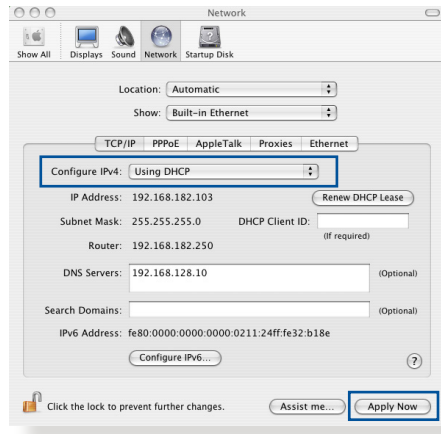 Network
Show All Displays Sound Network Startup Disk
Location: Automatic
Show: Built-in Ethernet
TCP/IP PPPoE AppleTalk Proxies Ethernet
Configure IPv4: Using DHCP
IP Address: 192.168.182.103 Renew DHCP Lease
Subnet Mask: 255.255.255.0 DHCP Client ID:
(If required)
Router: 192.168.182.250
DNS Servers: 192.168.128.10 (Optional)
Search Domains: (Optional)
IPv6 Address: fe80:0000:0000:0000:0211:24ff:fe32:b18e
Configure IPv6...
?
Click the lock to prevent further changes. Assist me... Apply Now